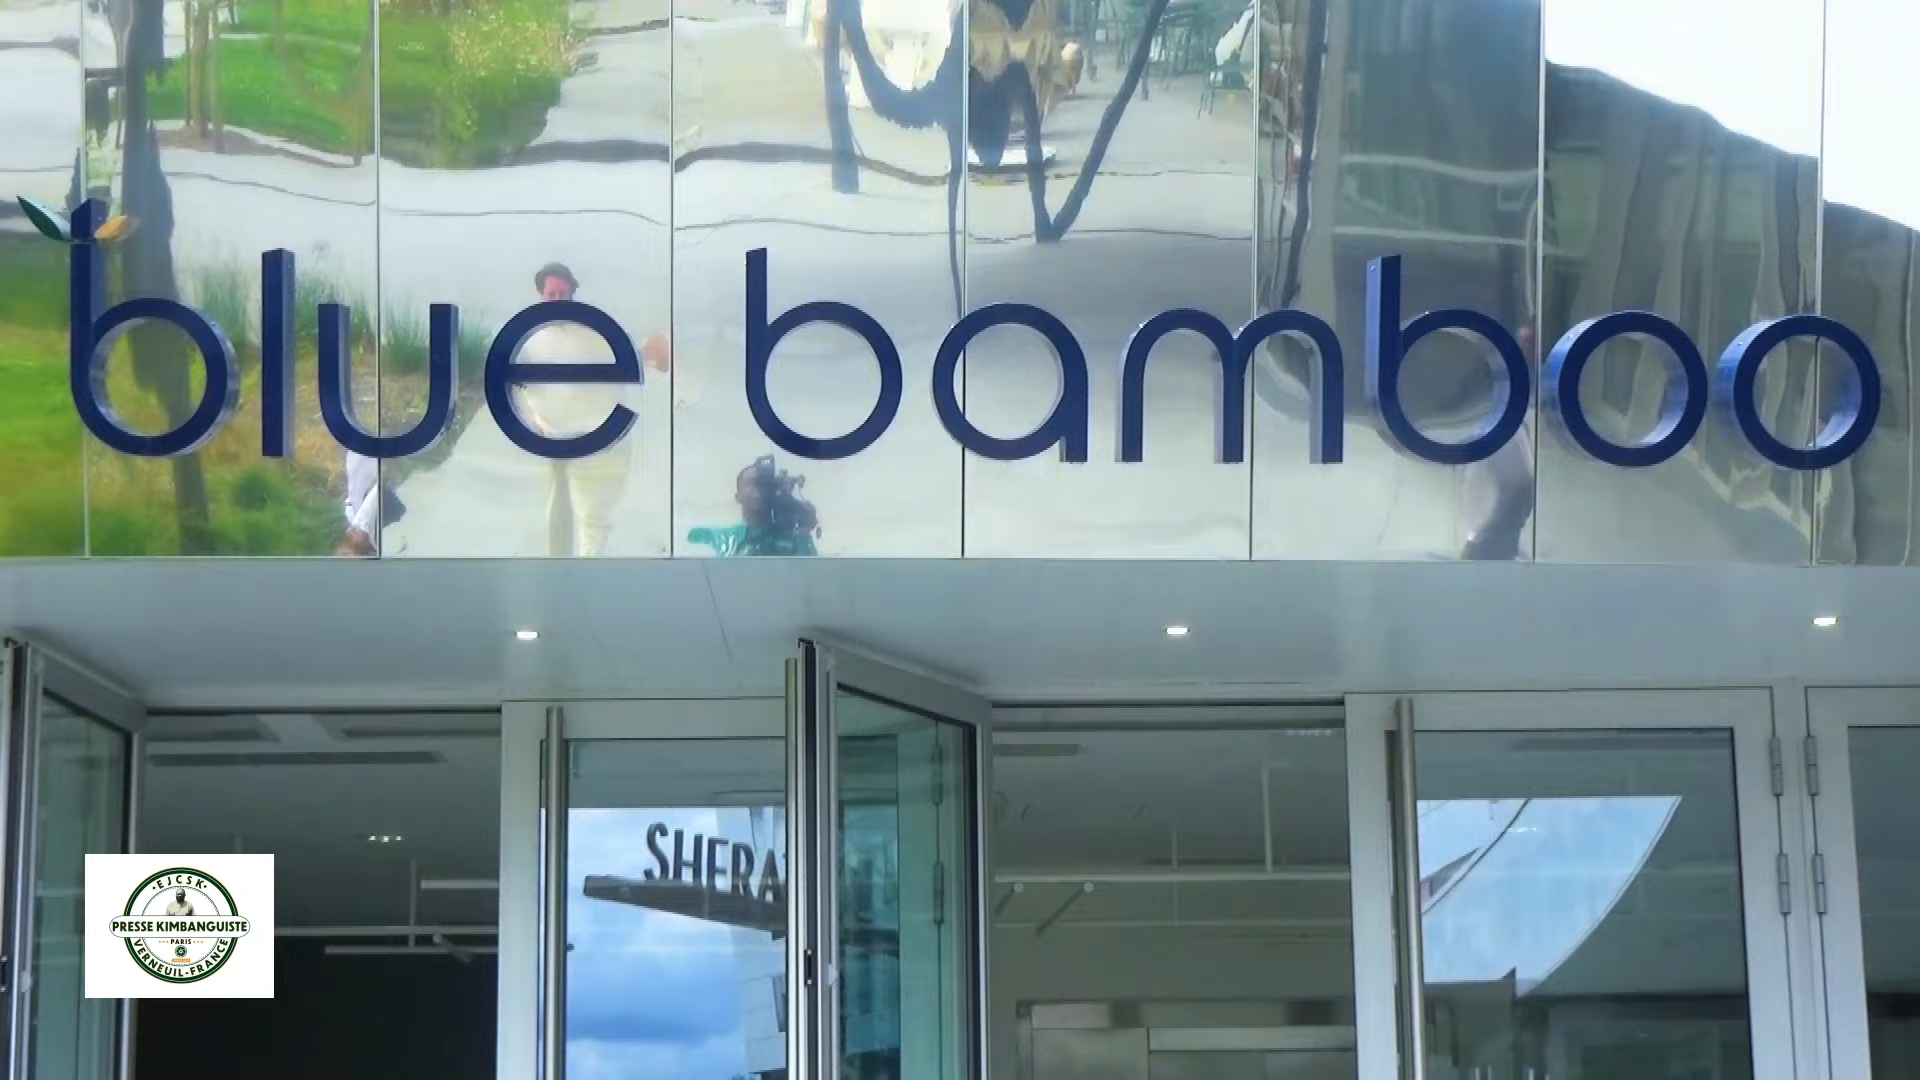 blue bamboo
SHERA
EJCSK
PRESSE KIMBANGUISTE
PARIS
VERNEUIL-FRANCE